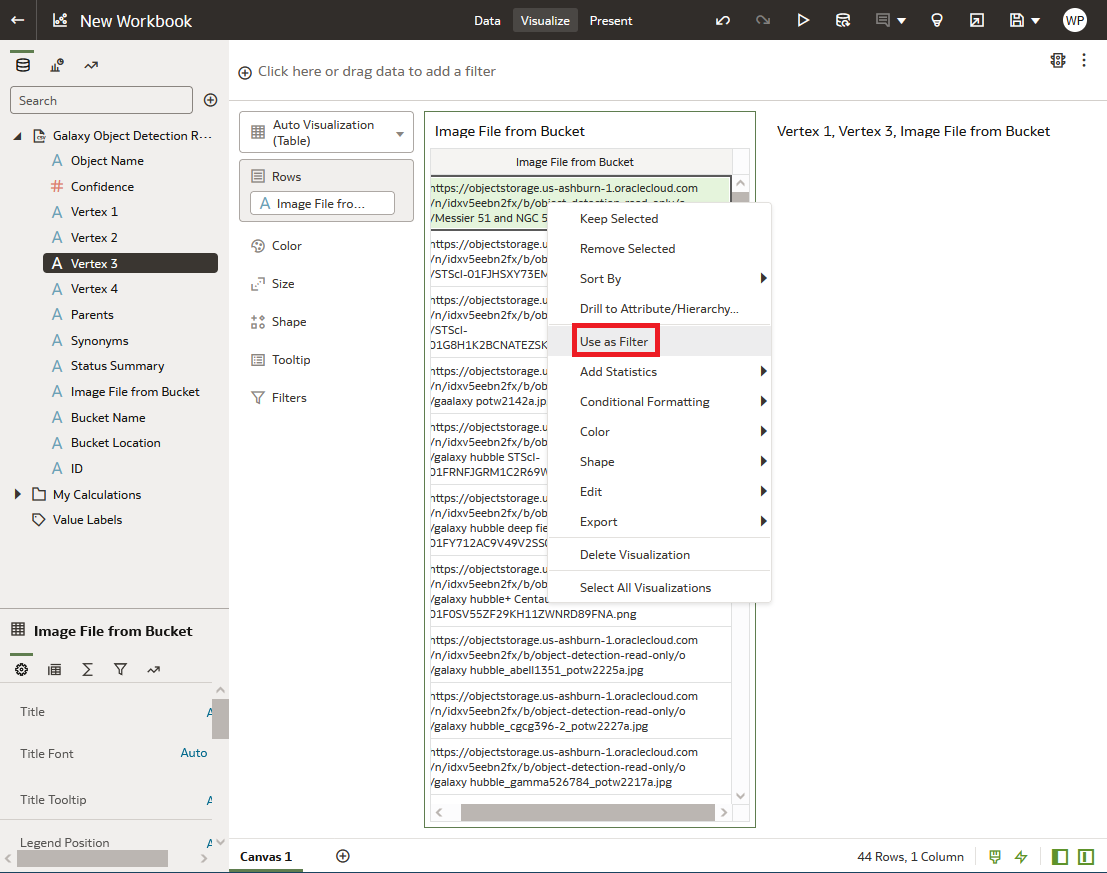 New Workbook
Data
Visualize
Present
WP
Search
Galaxy Object Detection R...
A Object Name
# Confidence
A Vertex 1
A Vertex 2
A Vertex 3
A Vertex 4
A Parents
A Synonyms
A Status Summary
A Image File from Bucket
A Bucket Name
A Bucket Location
A ID
My Calculations
Value Labels
Image File from Bucket
Title
Title Font Auto
Title Tooltip
Legend Position
Click here or drag data to add a filter
Auto Visualization
(Table)
Rows
A Image File fro...
Color
Size
Shape
Tooltip
Filters
Image File from Bucket
Image File from Bucket
https://objectstorage.us-ashburn-1.oraclecloud.com
/n/idxv5eebn2fx/b/object-detection-read-only/o
/Messier 51 and NGC 5
https://objectstorage.u
/n/idxv5eebn2fx/b/ob
/STScI-01FJHSXY73EM
https://objectstorage.u
/n/idxv5eebn2fx/b/ob
/STScI-
01G8H1K2BCNATEZSK
https://objectstorage.u
/n/idxv5eebn2fx/b/ob
/gaalaxy potw2142a.jp
https://objectstorage.u
/n/idxv5eebn2fx/b/ob
/galaxy hubble STScI-
01FRNFJGRM1C2R69W
https://objectstorage.u
/n/idxv5eebn2fx/b/ob
/galaxy hubble deep fie
01FY712AC9V49V2SS0
https://objectstorage.u
/n/idxv5eebn2fx/b/ob
/galaxy hubble+ Centau
01F0SV55ZF29KH11ZWNRD89FNA.png
https://objectstorage.us-ashburn-1.oraclecloud.com
/n/idxv5eebn2fx/b/object-detection-read-only/o
/galaxy hubble_abell1351_potw2225a.jpg
https://objectstorage.us-ashburn-1.oraclecloud.com
/n/idxv5eebn2fx/b/object-detection-read-only/o
/galaxy hubble_cgcg396-2_potw2227a.jpg
https://objectstorage.us-ashburn-1.oraclecloud.com
/n/idxv5eebn2fx/b/object-detection-read-only/o
/galaxy hubble_gamma526784_potw2217a.jpg
Keep Selected
Remove Selected
Sort By
Drill to Attribute/Hierarchy...
Use as Filter
Add Statistics
Conditional Formatting
Color
Shape
Edit
Export
Delete Visualization
Select All Visualizations
Vertex 1, Vertex 3, Image File from Bucket
Canvas 1
44 Rows, 1 Column